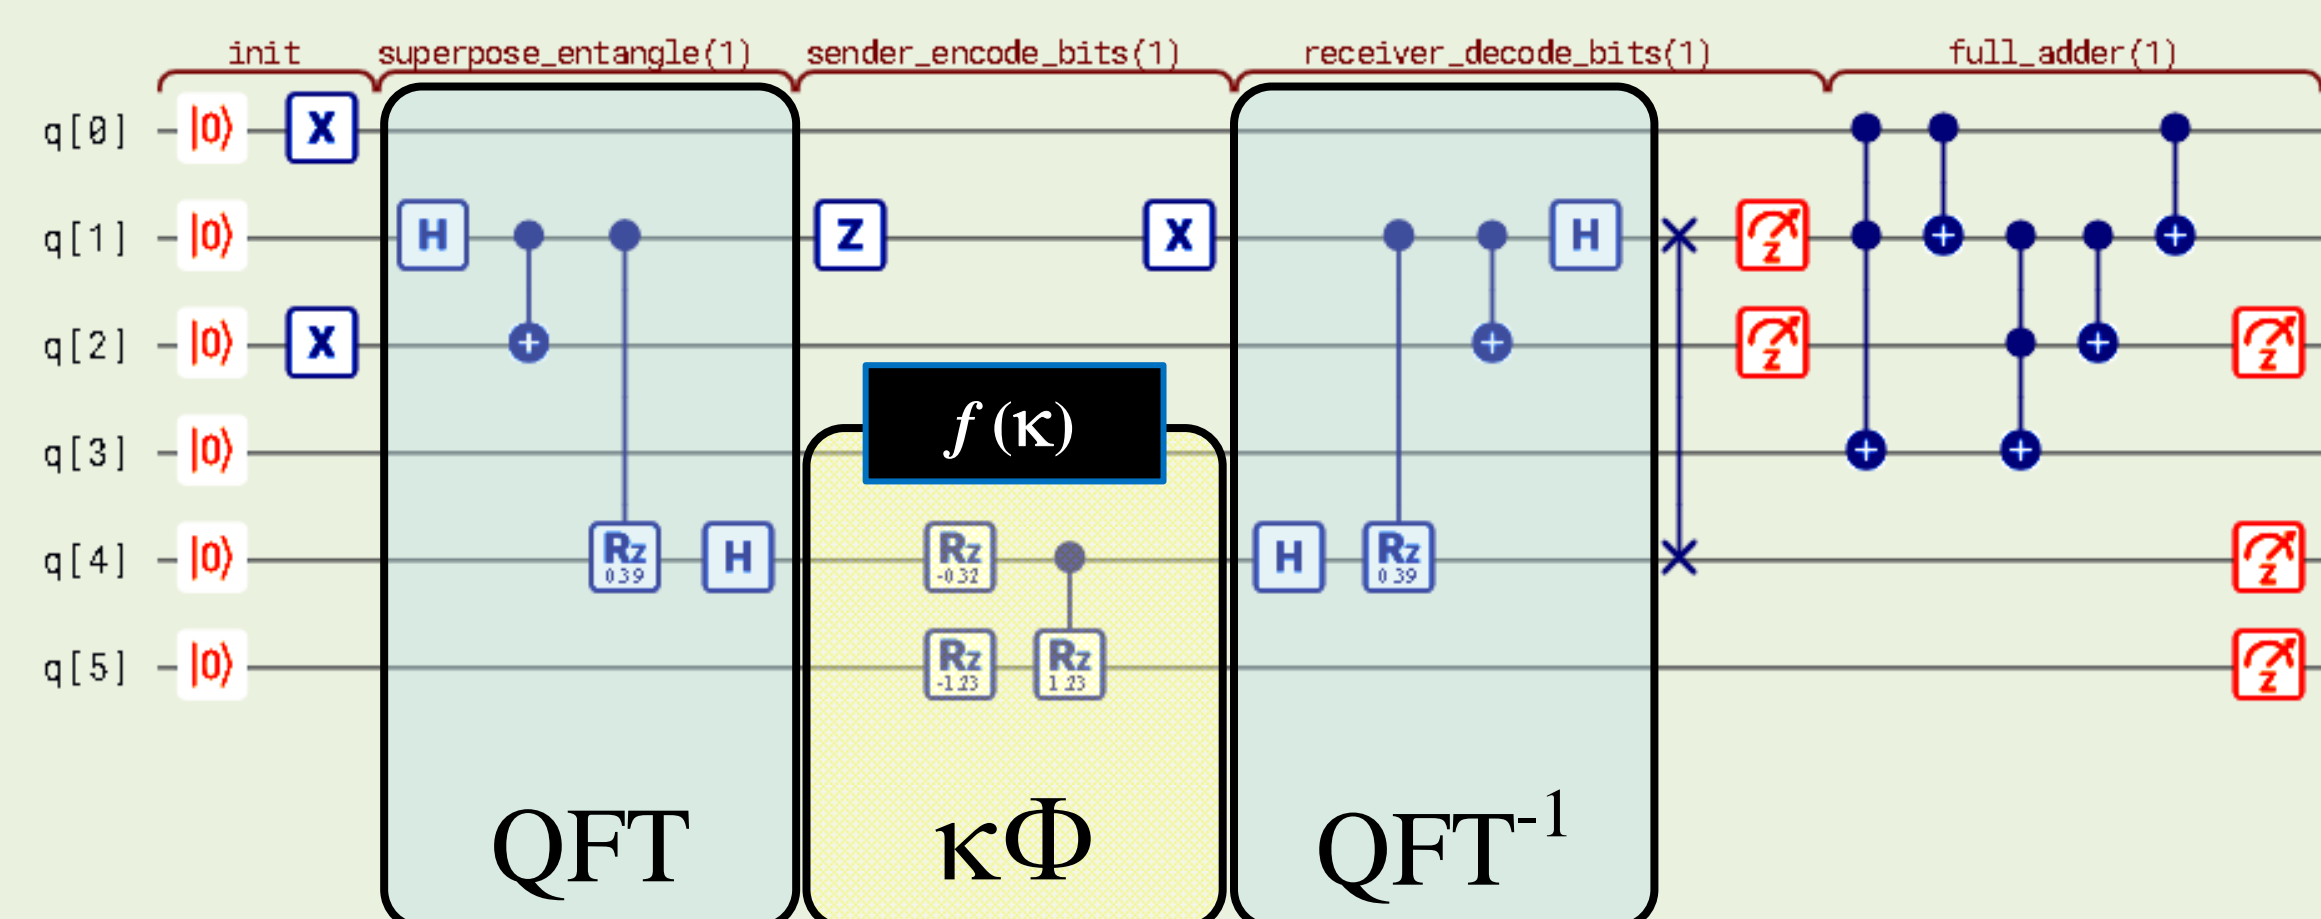 init superpose_entangle(1) sender_encode_bits(1) receiver_decode_bits(1) full_adder(1)
q[0] |0⟩ X
q[1] |0⟩ H Z X H z
q[2] |0⟩ X z z
f (κ)
q[3] |0⟩
q[4] |0⟩ Rz 0.39 H Rz -0.32 H Rz 0.39 z
q[5] |0⟩ Rz -1.23 Rz 1.23 z
QFT κΦ QFT⁻¹